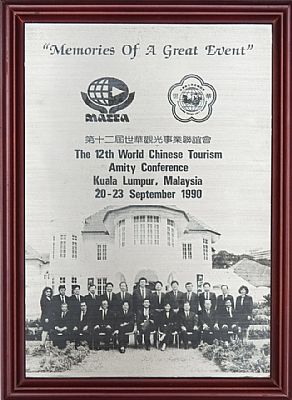 "Memories Of A Great Event"
matta
第十二屆世華觀光事業聯誼會
The 12th World Chinese Tourism
Amity Conference
Kuala Lumpur, Malaysia
20-23 September 1990